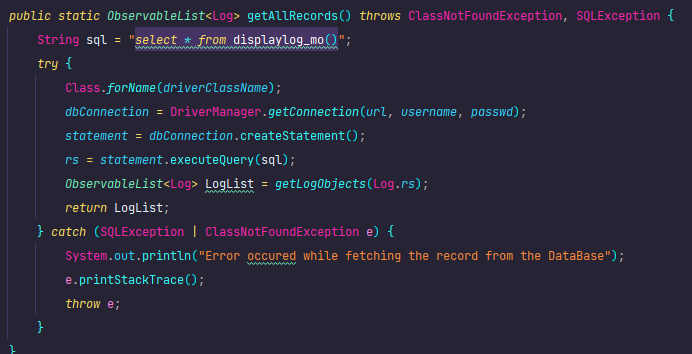 public static ObservableList<Log> getAllRecords() throws ClassNotFoundException, SQLException {
String sql = "select * from displaylog_mo()";
try {
Class.forName(driverClassName);
dbConnection = DriverManager.getConnection(url, username, passwd);
statement = dbConnection.createStatement();
rs = statement.executeQuery(sql);
ObservableList<Log> LogList = getLogObjects(Log.rs);
return LogList;
} catch (SQLException | ClassNotFoundException e) {
System.out.println("Error occured while fetching the record from the DataBase");
e.printStackTrace();
throw e;
}
}